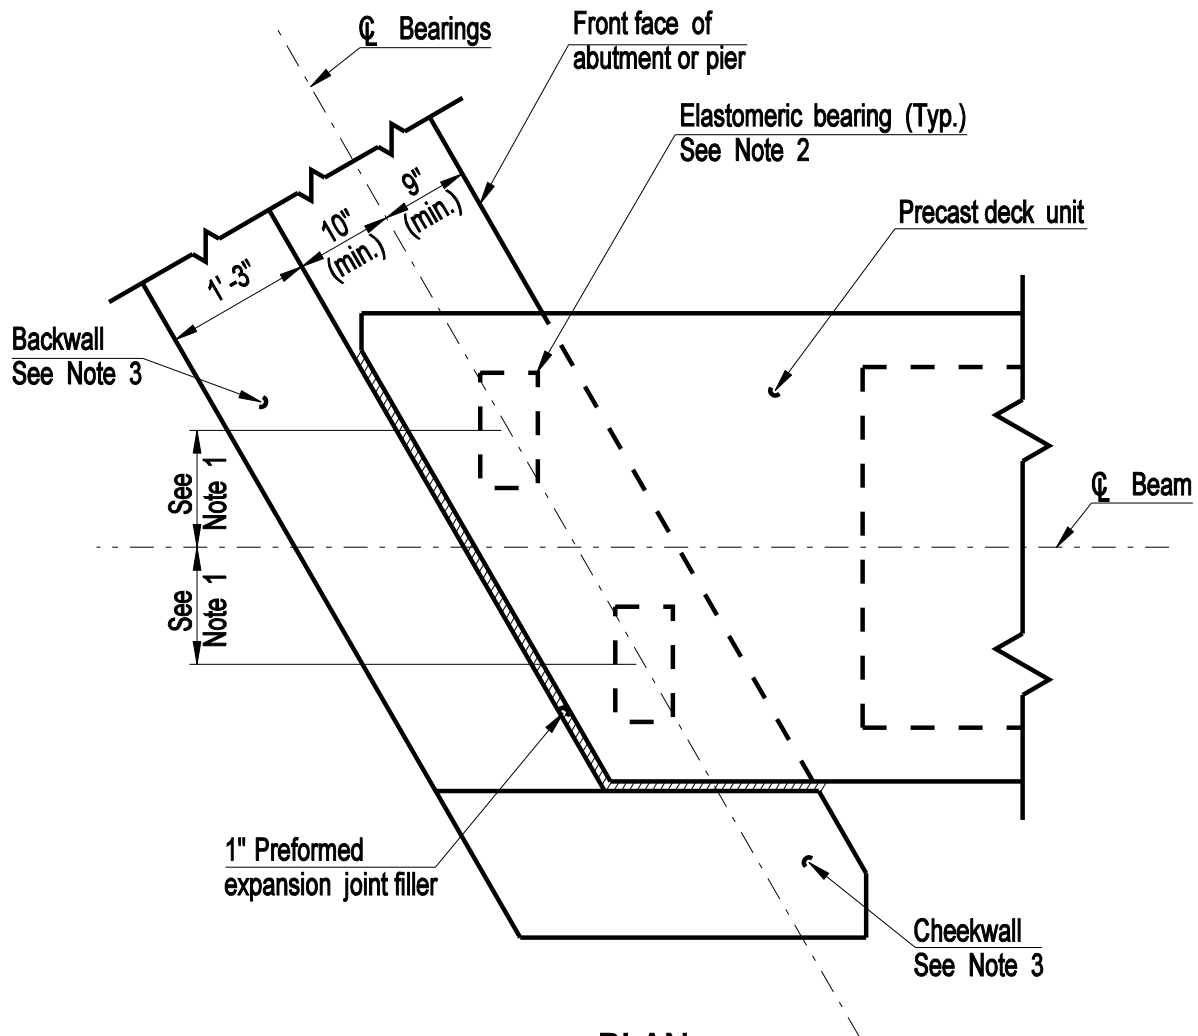 ℄ Bearings
Front face of
abutment or pier
Elastomeric bearing (Typ.)
See Note 2
Precast deck unit
9"
(min.)
10"
(min.)
1'-3"
Backwall
See Note 3
See
Note 1
℄ Beam
See
Note 1
1" Preformed
expansion joint filler
Cheekwall
See Note 3